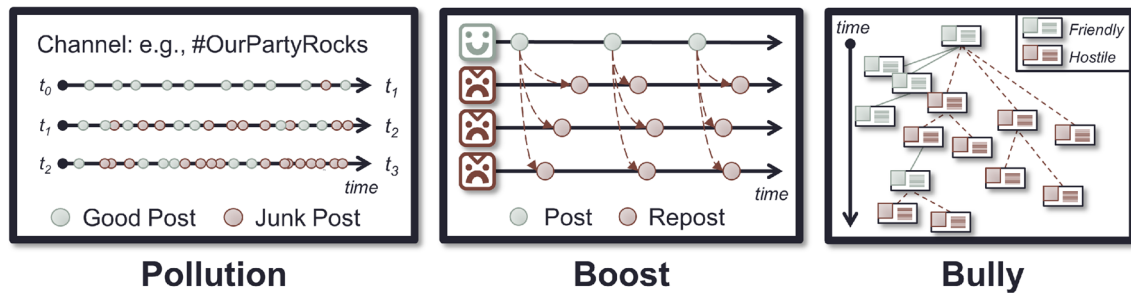 Channel: e.g., #OurPartyRocks
t0 t1
t1 t2
t2 t3
time
Good Post Junk Post
Pollution
time
Post Repost
Boost
time
Friendly
Hostile
Bully